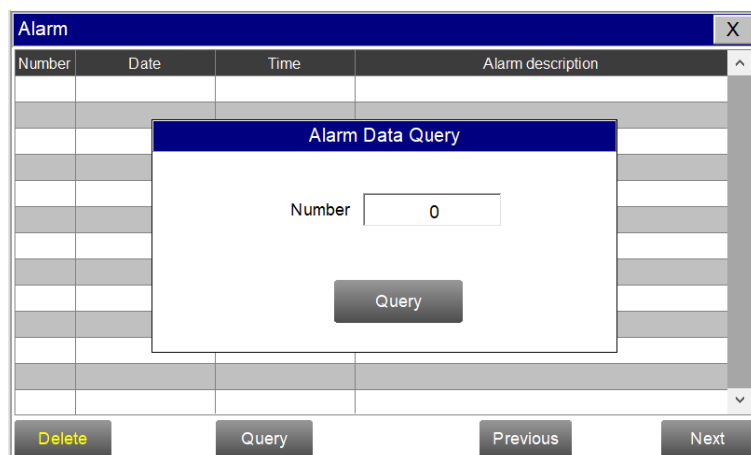 Alarm X
Number Date Time Alarm description
Alarm Data Query
Number 0
Query
Delete Query Previous Next